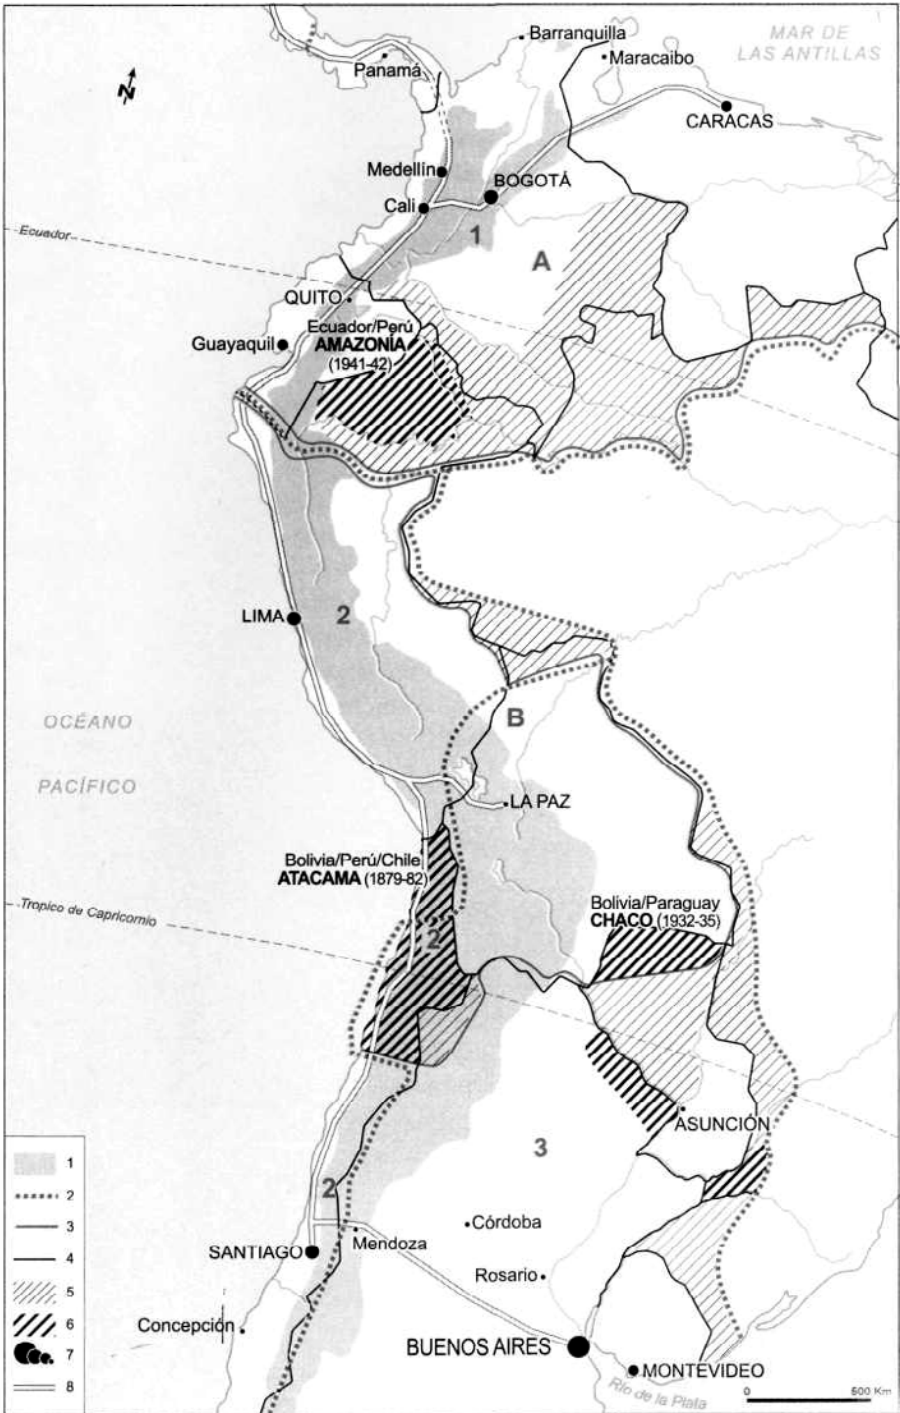 MAR DE
LAS ANTILLAS
Barranquilla
Maracaibo
Panamá
N
CARACAS
Medellín
BOGOTÁ
Cali
1
A
Ecuador
QUITO
Guayaquil
Ecuador/Perú
AMAZONÍA
(1941-42)
LIMA
2
OCÉANO
PACÍFICO
B
LA PAZ
Bolivia/Perú/Chile
ATACAMA (1879-82)
Bolivia/Paraguay
CHACO (1932-35)
Tropico de Capricornio
2
ASUNCIÓN
3
2
Córdoba
Mendoza
SANTIAGO
Rosario
Concepción
BUENOS AIRES
MONTEVIDEO
Río de la Plata
0 500 Km
1
2
3
4
5
6
7
8